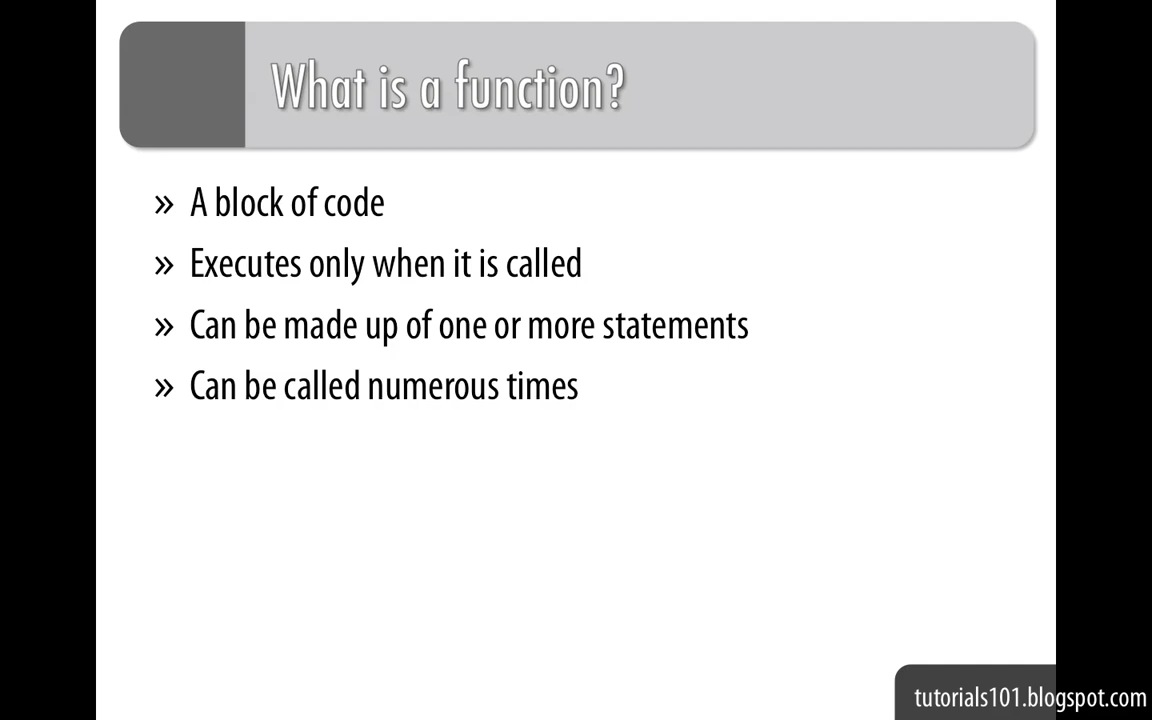 What is a function?
» A block of code
» Executes only when it is called
» Can be made up of one or more statements
» Can be called numerous times
tutorials101.blogspot.com